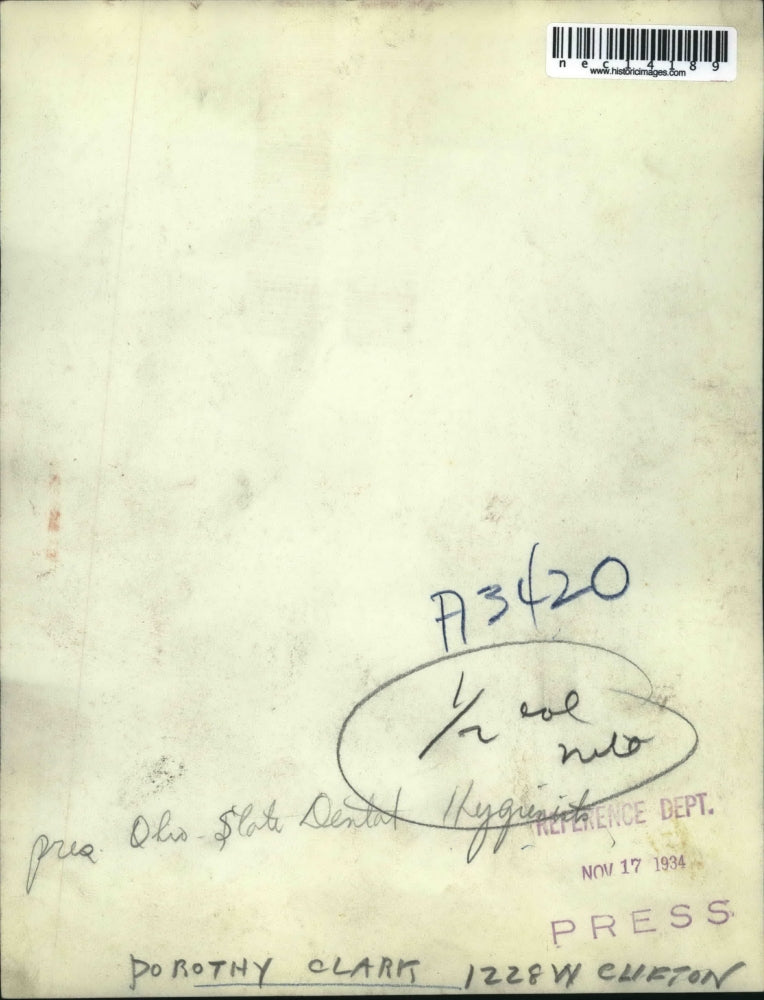 nec14189
www.historicimages.com
A3420
1/2 col
pres. Ohio State Dental Hygienists
REFERENCE DEPT.
NOV 17 1934
PRESS
DOROTHY CLARK 1228 W CLIFTON